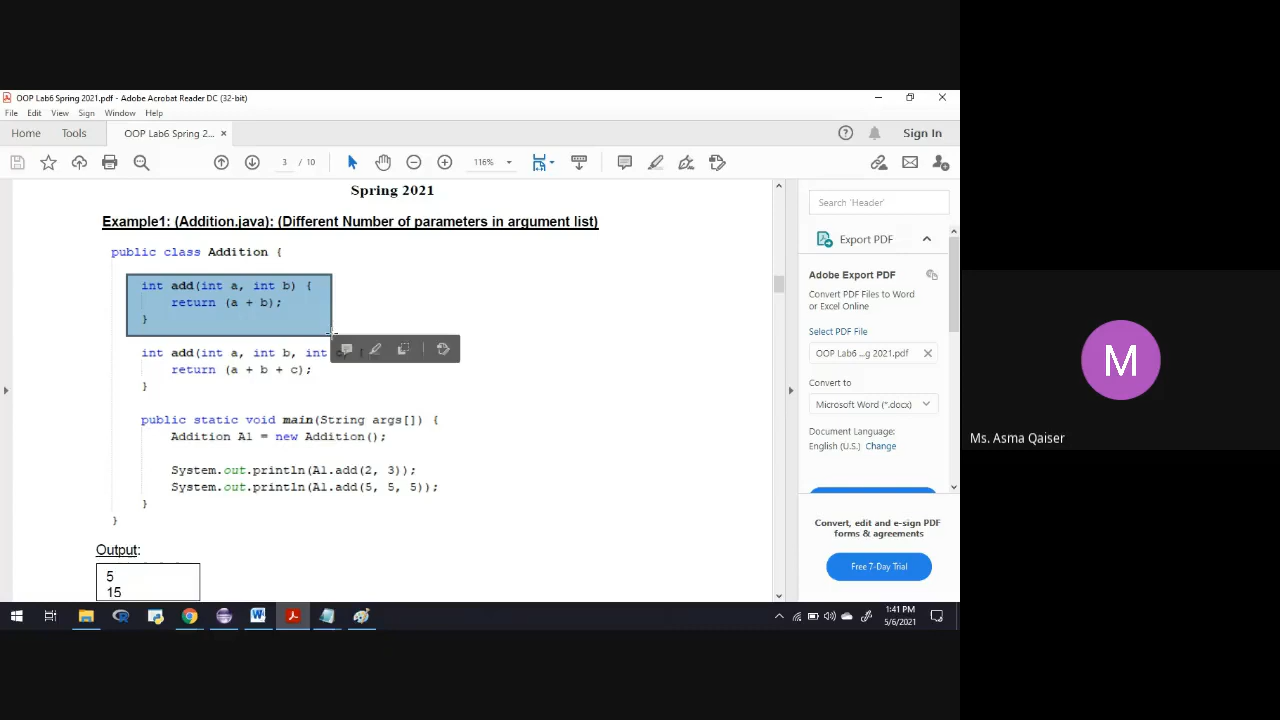 OOP Lab6 Spring 2021.pdf - Adobe Acrobat Reader DC (32-bit)
File Edit View Sign Window Help
Home Tools OOP Lab6 Spring 2... × Sign In
3 / 10 116%
Spring 2021
Example1: (Addition.java): (Different Number of parameters in argument list)
public class Addition {
int add(int a, int b) {
return (a + b);
}
int add(int a, int b, int
return (a + b + c);
}
public static void main(String args[]) {
Addition A1 = new Addition();
System.out.println(A1.add(2, 3));
System.out.println(A1.add(5, 5, 5));
}
}
Output:
5
15
Search 'Header'
Export PDF
Adobe Export PDF
Convert PDF Files to Word
or Excel Online
Select PDF File
OOP Lab6 ...g 2021.pdf
Convert to
Microsoft Word (*.docx)
Document Language:
English (U.S.) Change
Convert, edit and e-sign PDF
forms & agreements
Free 7-Day Trial
1:41 PM
5/6/2021
M
Ms. Asma Qaiser